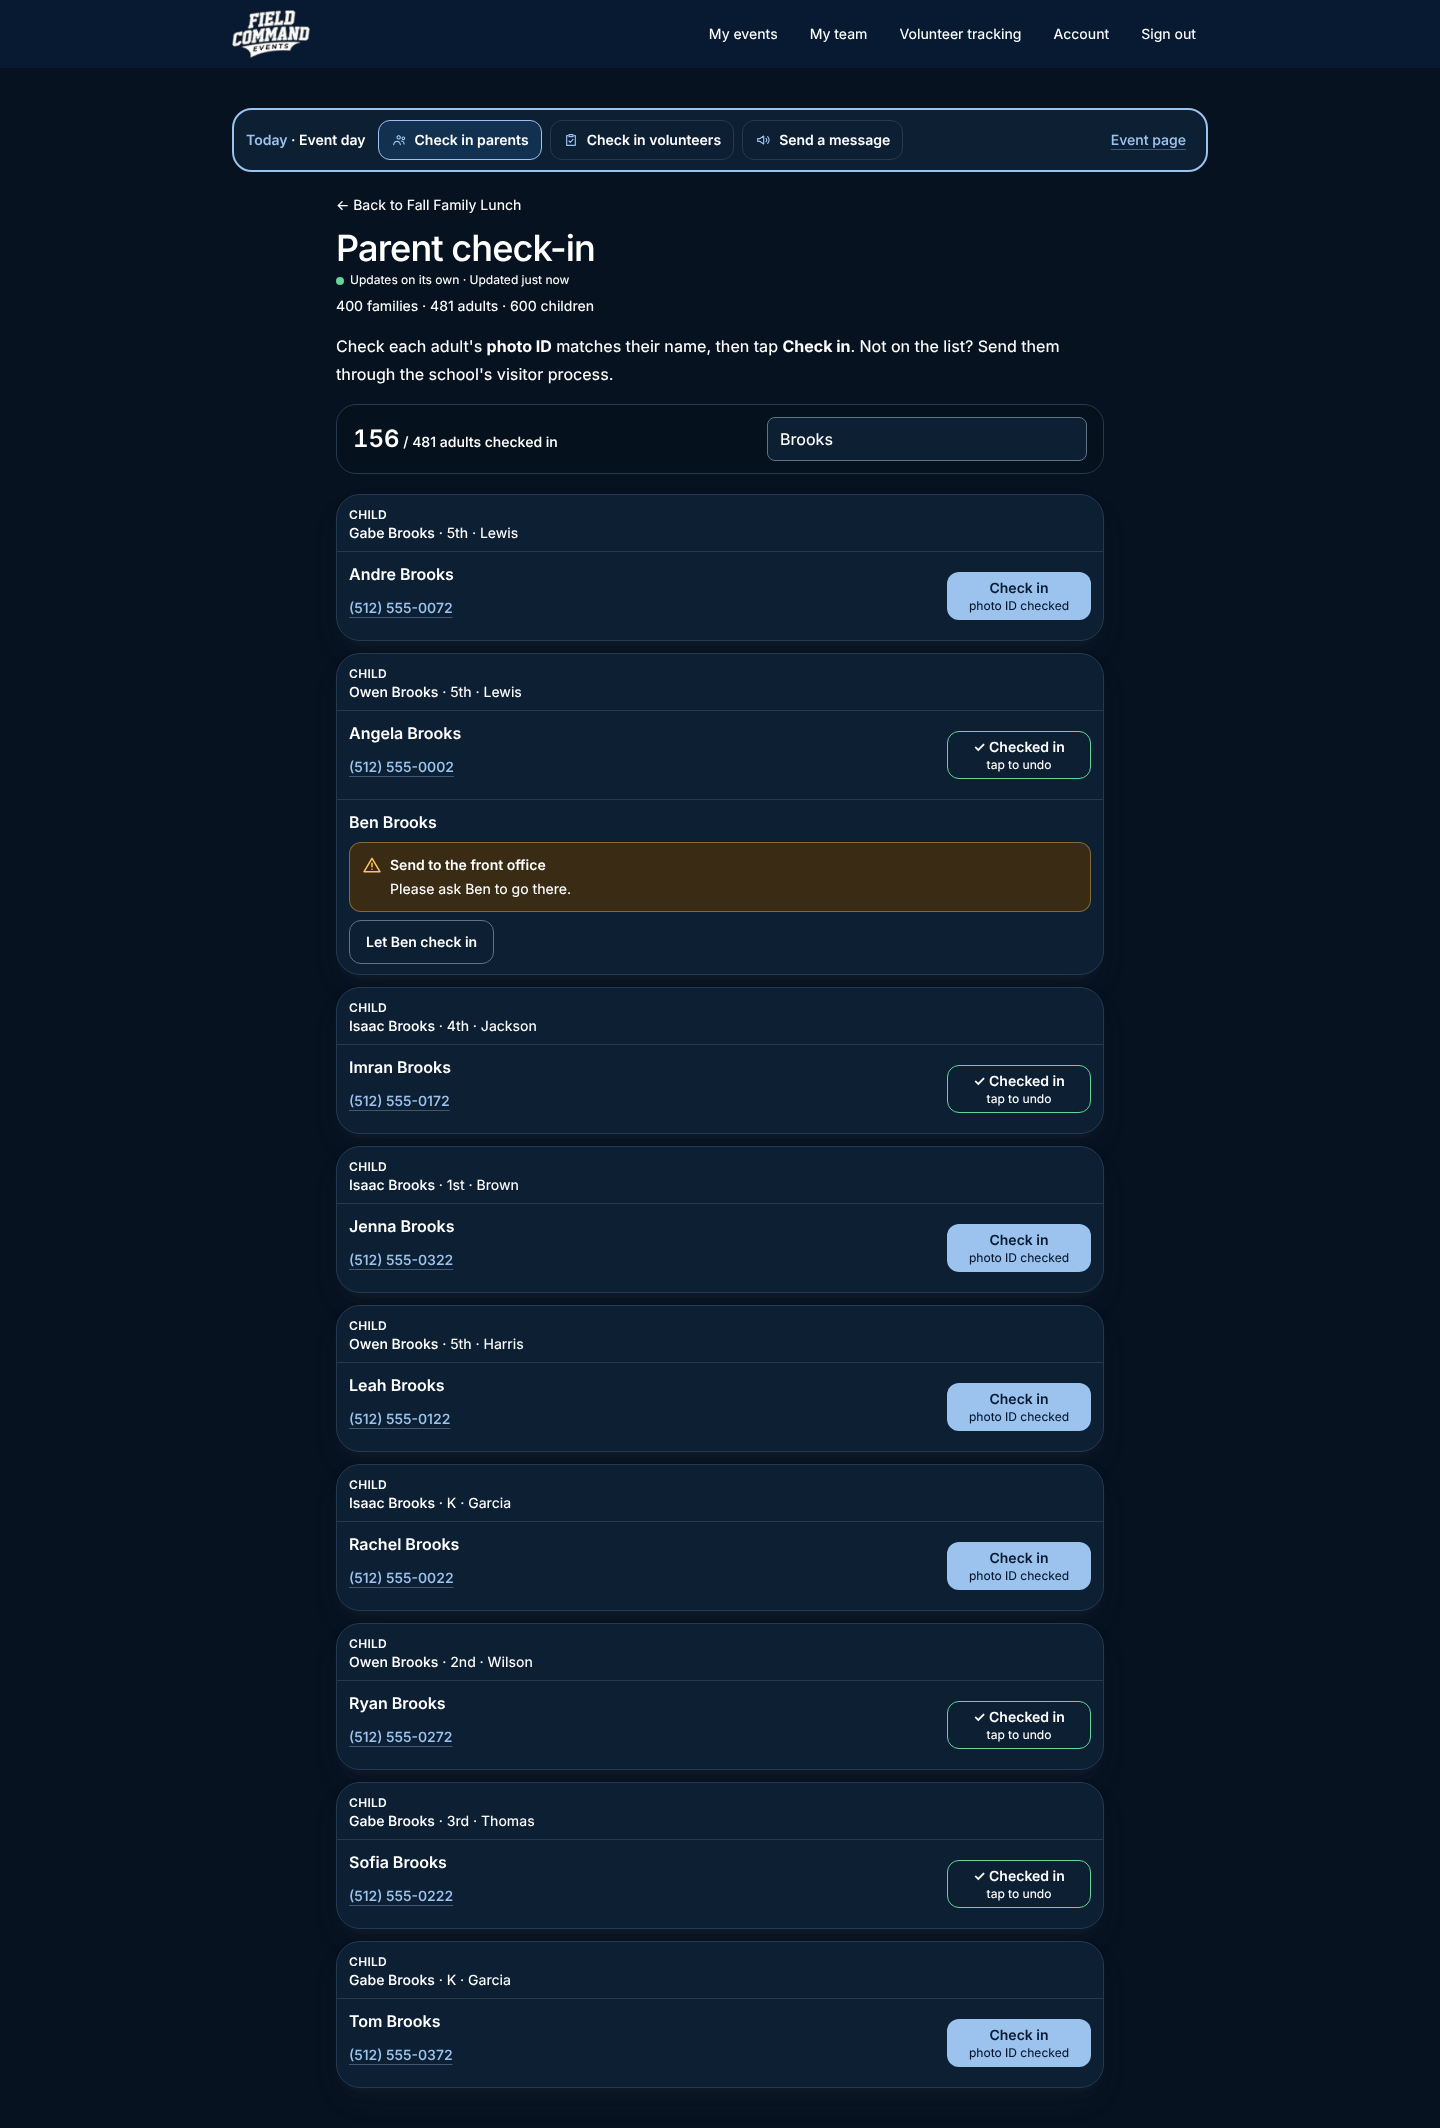 FIELD
COMMAND
EVENTS
My events
My team
Volunteer tracking
Account
Sign out
Today · Event day
Check in parents
Check in volunteers
Send a message
Event page
← Back to Fall Family Lunch
Parent check-in
Updates on its own · Updated just now
400 families · 481 adults · 600 children
Check each adult's photo ID matches their name, then tap Check in. Not on the list? Send them
through the school's visitor process.
156 / 481 adults checked in
Brooks
CHILD
Gabe Brooks · 5th · Lewis
Andre Brooks
(512) 555-0072
Check in
photo ID checked
CHILD
Owen Brooks · 5th · Lewis
Angela Brooks
(512) 555-0002
✓ Checked in
tap to undo
Ben Brooks
Send to the front office
Please ask Ben to go there.
Let Ben check in
CHILD
Isaac Brooks · 4th · Jackson
Imran Brooks
(512) 555-0172
✓ Checked in
tap to undo
CHILD
Isaac Brooks · 1st · Brown
Jenna Brooks
(512) 555-0322
Check in
photo ID checked
CHILD
Owen Brooks · 5th · Harris
Leah Brooks
(512) 555-0122
Check in
photo ID checked
CHILD
Isaac Brooks · K · Garcia
Rachel Brooks
(512) 555-0022
Check in
photo ID checked
CHILD
Owen Brooks · 2nd · Wilson
Ryan Brooks
(512) 555-0272
✓ Checked in
tap to undo
CHILD
Gabe Brooks · 3rd · Thomas
Sofia Brooks
(512) 555-0222
✓ Checked in
tap to undo
CHILD
Gabe Brooks · K · Garcia
Tom Brooks
(512) 555-0372
Check in
photo ID checked